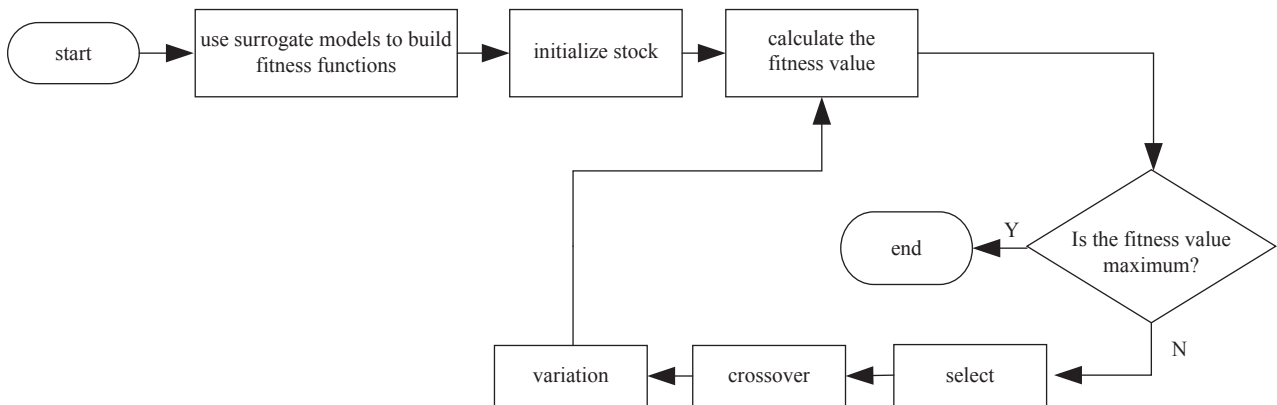 start
use surrogate models to build
fitness functions
initialize stock
calculate the
fitness value
Is the fitness value
maximum?
Y
end
N
select
crossover
variation